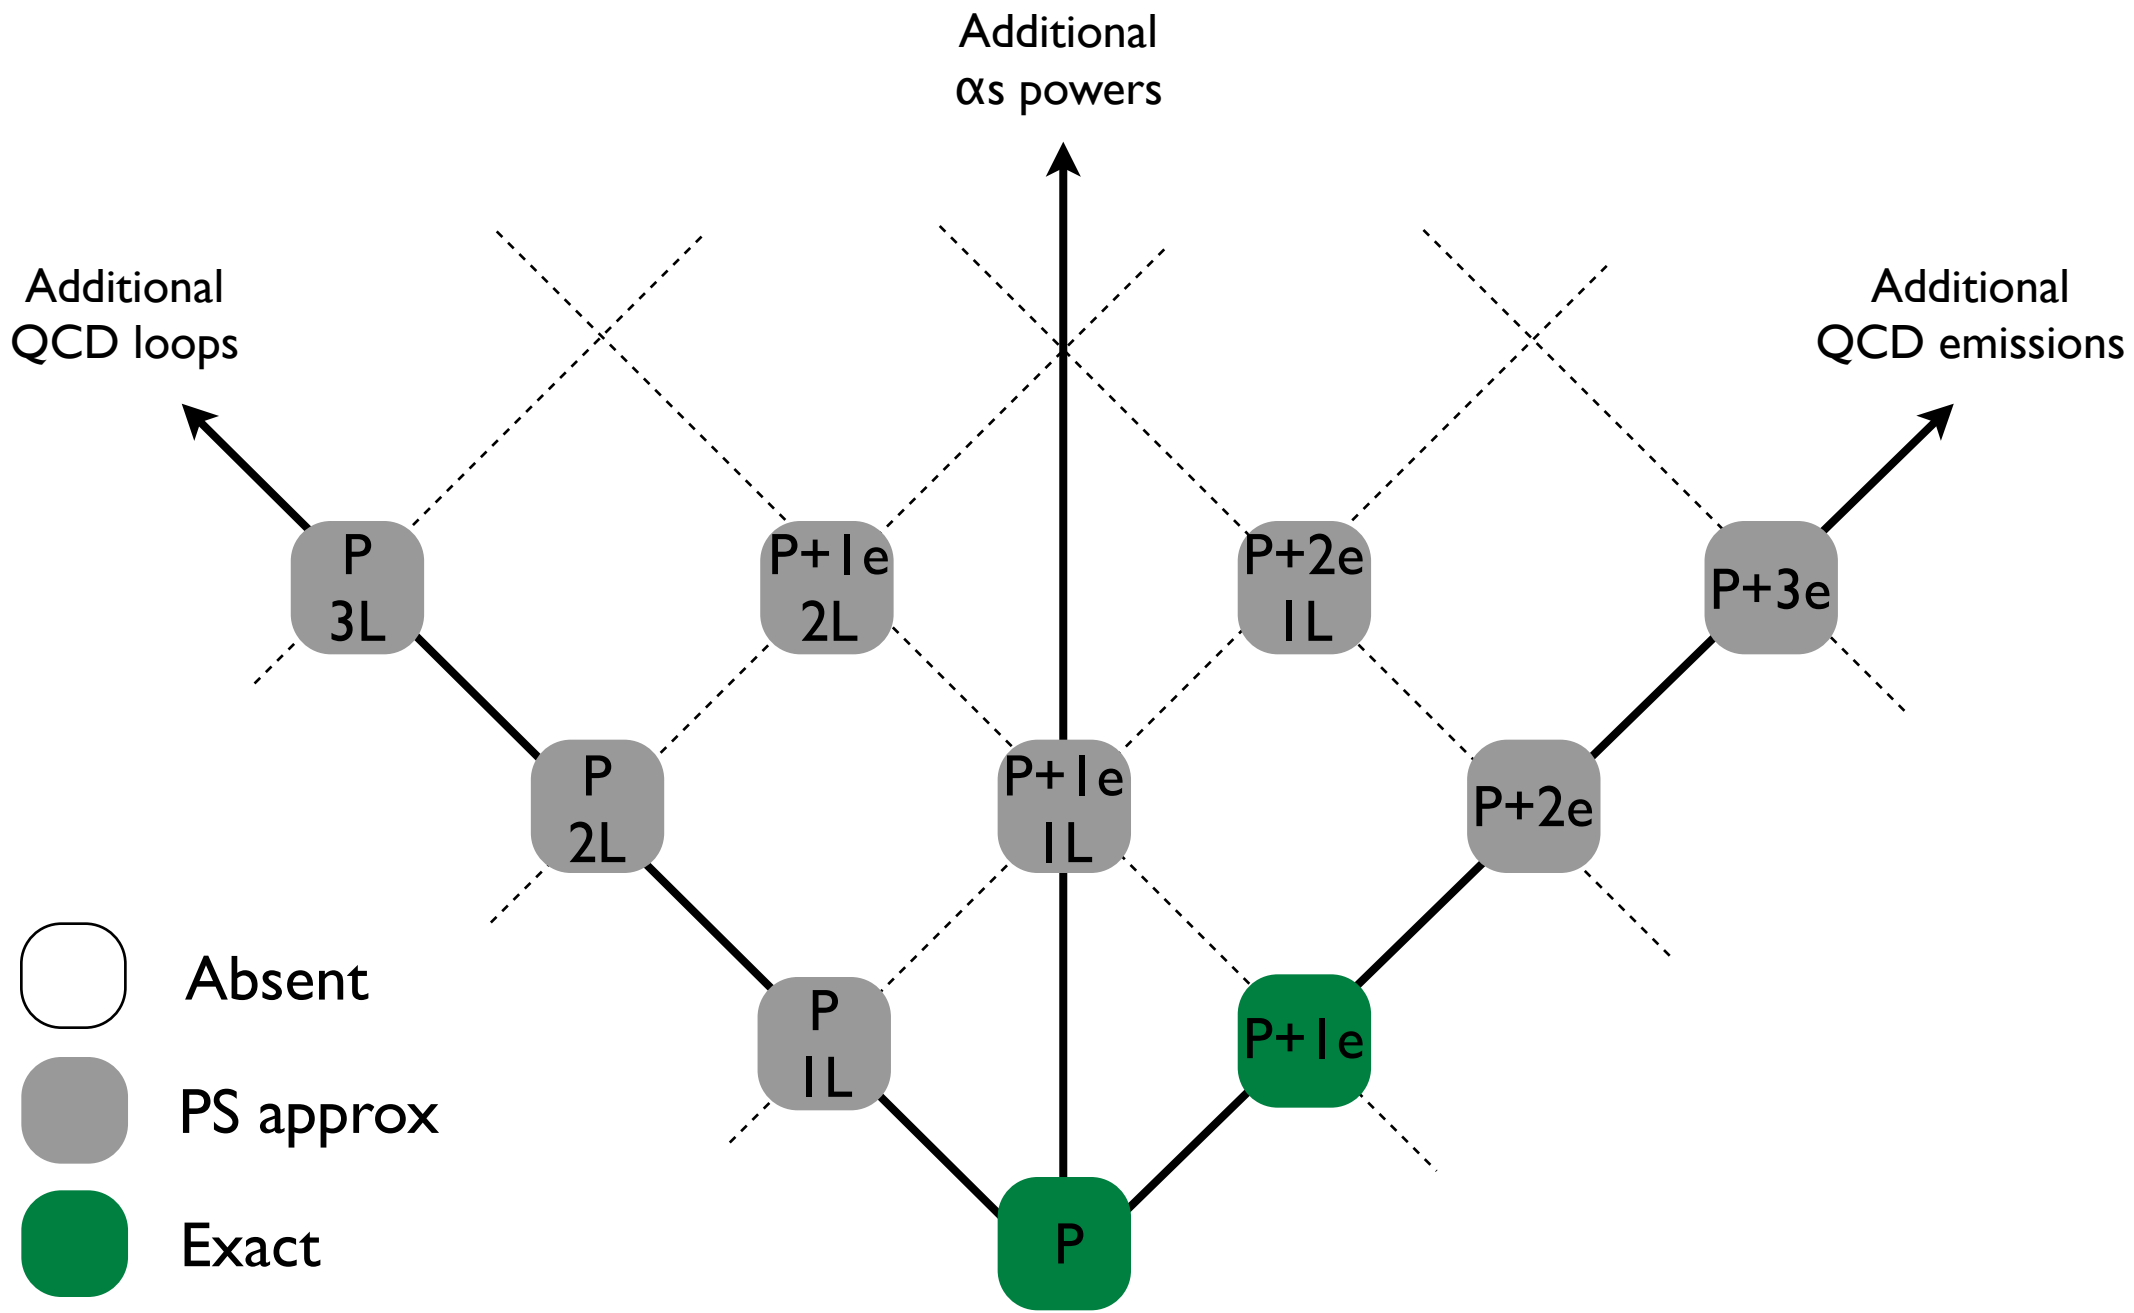 Additional
αs powers
Additional
QCD loops
Additional
QCD emissions
P
3L
P+1e
2L
P+2e
1L
P+3e
P
2L
P+1e
1L
P+2e
P
1L
P+1e
P
Absent
PS approx
Exact